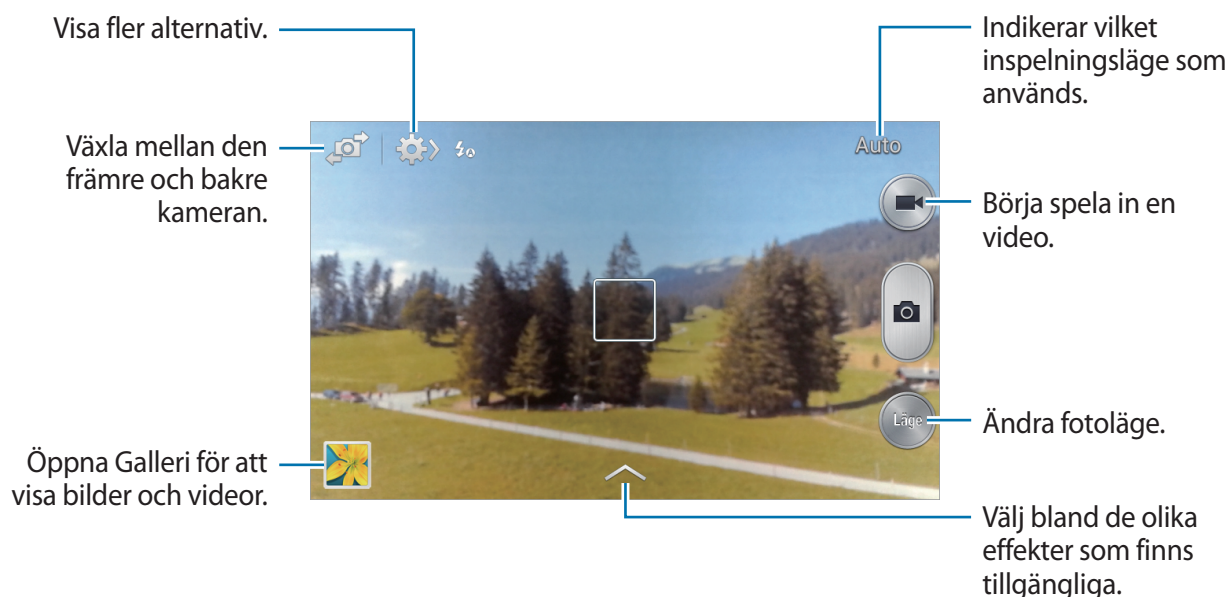 Visa fler alternativ.
Växla mellan den
främre och bakre
kameran.
Öppna Galleri för att
visa bilder och videor.
Auto
Läge
Indikerar vilket
inspelningsläge som
används.
Börja spela in en
video.
Ändra fotoläge.
Välj bland de olika
effekter som finns
tillgängliga.